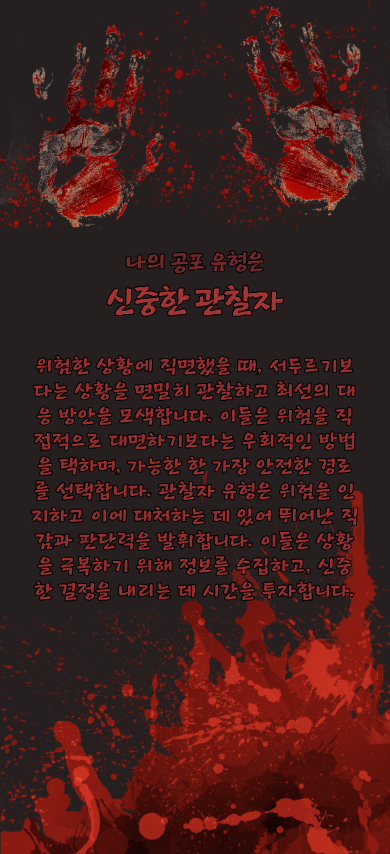 나의 공포 유형은
신중한 관찰자
위험한 상황에 직면했을 때, 서두르기보
다는 상황을 면밀히 관찰하고 최선의 대
응 방안을 모색합니다. 이들은 위험을 직
접적으로 대면하기보다는 우회적인 방법
을 택하며, 가능한 한 가장 안전한 경로
를 선택합니다. 관찰자 유형은 위험을 인
지하고 이에 대처하는 데 있어 뛰어난 직
감과 판단력을 발휘합니다. 이들은 상황
을 극복하기 위해 정보를 수집하고, 신중
한 결정을 내리는 데 시간을 투자합니다.